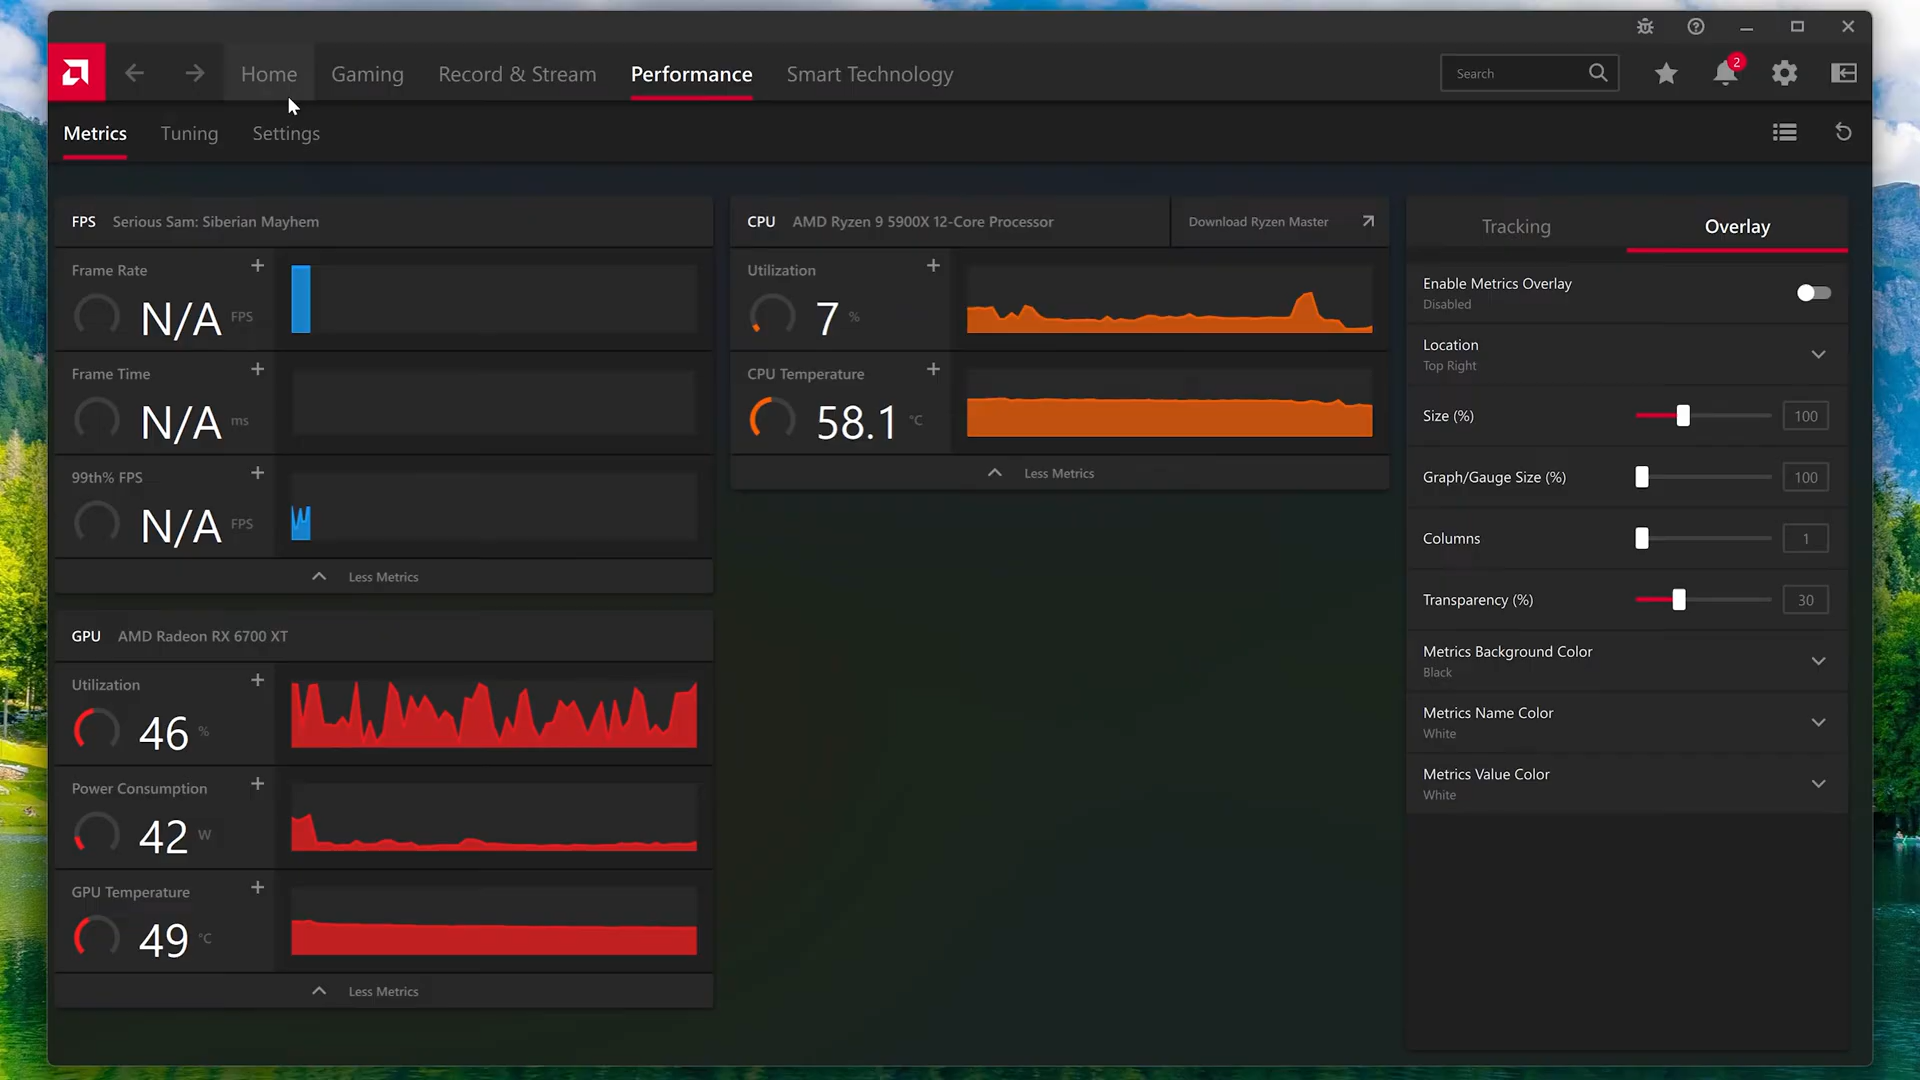 Home Gaming Record & Stream Performance Smart Technology Search 2
Metrics Tuning Settings
FPS Serious Sam: Siberian Mayhem
Frame Rate
N/A FPS
Frame Time
N/A ms
99th% FPS
N/A FPS
Less Metrics
GPU AMD Radeon RX 6700 XT
Utilization
46 %
Power Consumption
42 W
GPU Temperature
49 °C
Less Metrics
CPU AMD Ryzen 9 5900X 12-Core Processor Download Ryzen Master
Utilization
7 %
CPU Temperature
58.1 °C
Less Metrics
Tracking Overlay
Enable Metrics Overlay
Disabled
Location
Top Right
Size (%) 100
Graph/Gauge Size (%) 100
Columns 1
Transparency (%) 30
Metrics Background Color
Black
Metrics Name Color
White
Metrics Value Color
White